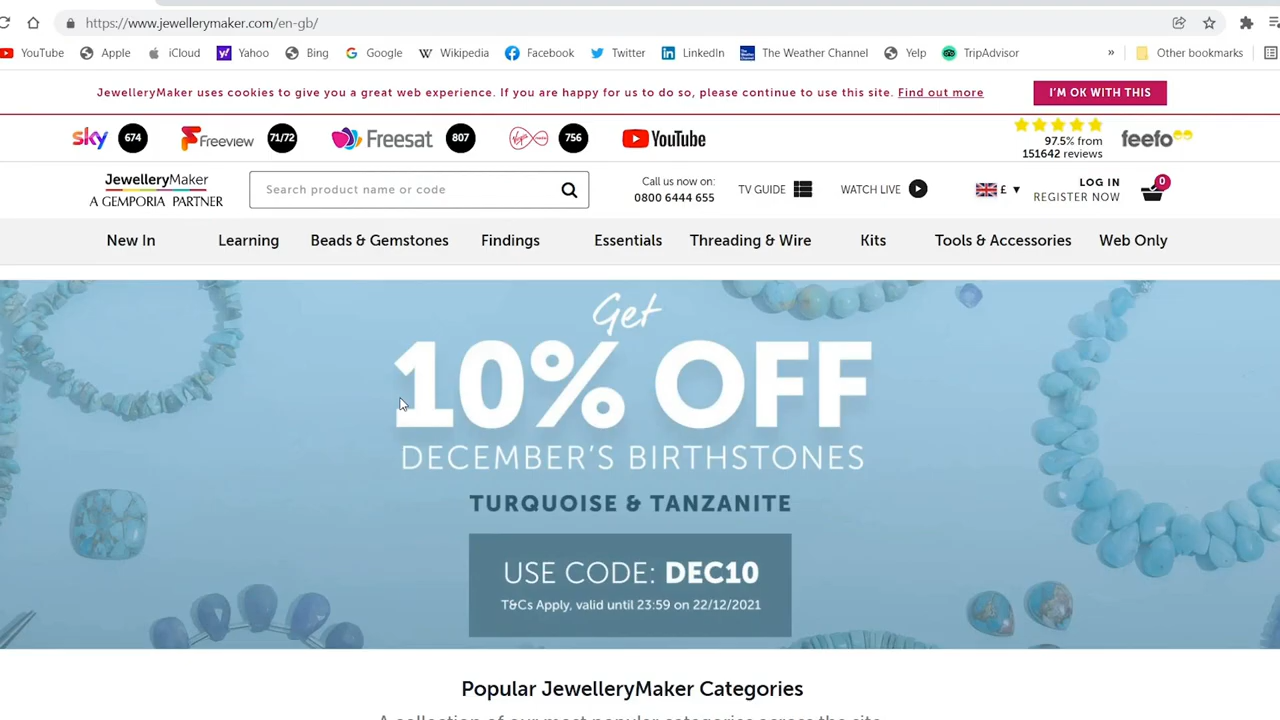 https://www.jewellerymaker.com/en-gb/
YouTube Apple iCloud Yahoo Bing Google Wikipedia Facebook Twitter LinkedIn The Weather Channel Yelp TripAdvisor » Other bookmarks
JewelleryMaker uses cookies to give you a great web experience. If you are happy for us to do so, please continue to use this site. Find out more I'M OK WITH THIS
sky 674 Freeview 71/72 freesat 807 756 YouTube
97.5% from
151642 reviews
feefo
JewelleryMaker
A GEMPORIA PARTNER
Search product name or code
Call us now on:
0800 6444 655
TV GUIDE WATCH LIVE £ ▼
LOG IN
REGISTER NOW
0
New In Learning Beads & Gemstones Findings Essentials Threading & Wire Kits Tools & Accessories Web Only
Get
10% OFF
DECEMBER'S BIRTHSTONES
TURQUOISE & TANZANITE
USE CODE: DEC10
T&Cs Apply, valid until 23:59 on 22/12/2021
Popular JewelleryMaker Categories
A collection of our most popular categories across the site